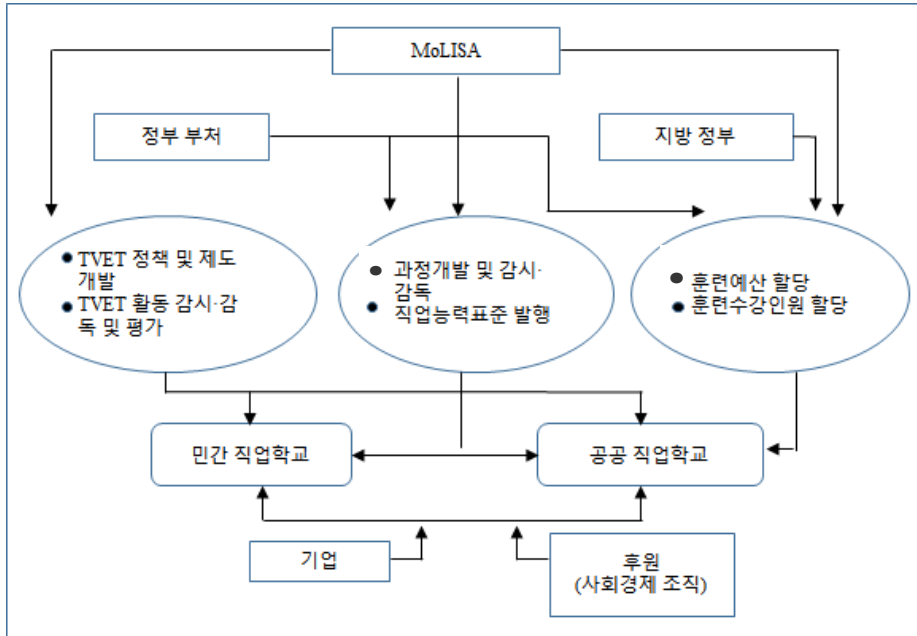 MoLISA
정부 부처
지방 정부
● TVET 정책 및 제도
개발
● TVET 활동 감시·감
독 및 평가
● 과정개발 및 감시·
감독
● 직업능력표준 발행
● 훈련예산 할당
● 훈련수강인원 할당
민간 직업학교
공공 직업학교
기업
후원
(사회경제 조직)